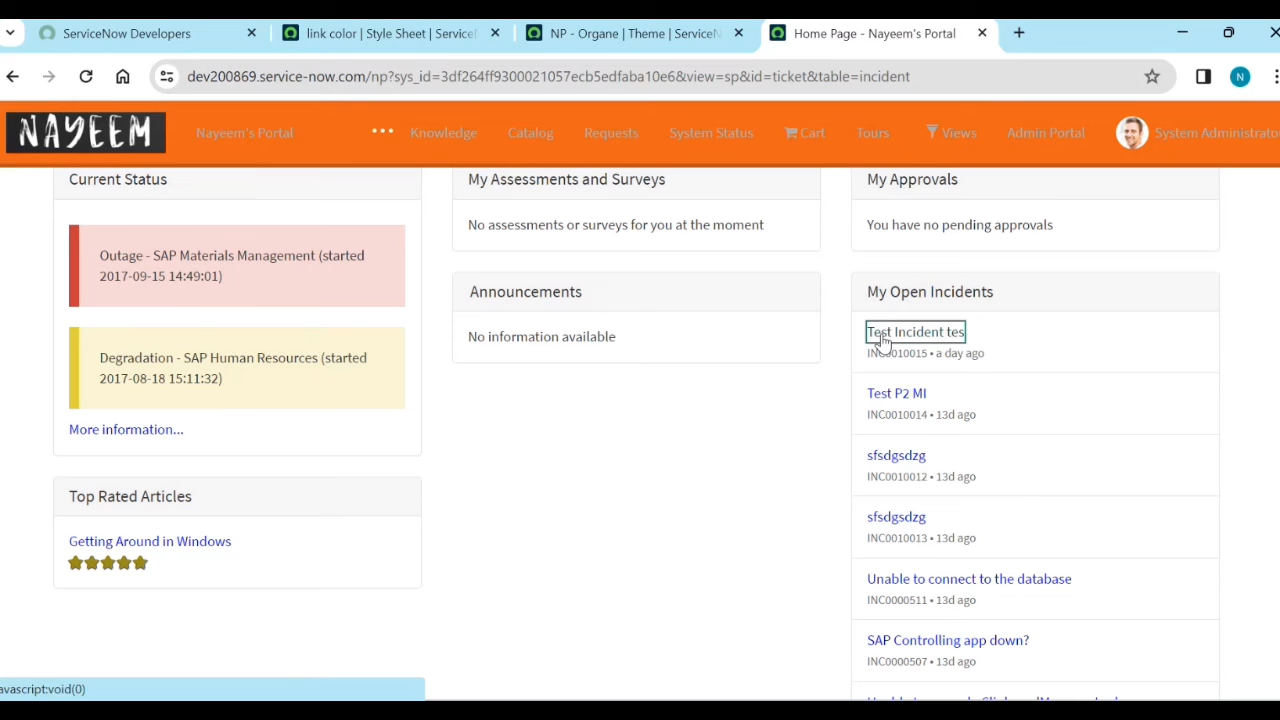 ServiceNow Developers
link color | Style Sheet | Service
NP - Organe | Theme | ServiceN
Home Page - Nayeem's Portal
dev200869.service-now.com/np?sys_id=3df264ff9300021057ecb5edfaba10e6&view=sp&id=ticket&table=incident
N
NAYEEM
Nayeem's Portal
Knowledge
Catalog
Requests
System Status
Cart
Tours
Views
Admin Portal
System Administrato
Current Status
Outage - SAP Materials Management (started
2017-09-15 14:49:01)
Degradation - SAP Human Resources (started
2017-08-18 15:11:32)
More information...
Top Rated Articles
Getting Around in Windows
My Assessments and Surveys
No assessments or surveys for you at the moment
Announcements
No information available
My Approvals
You have no pending approvals
My Open Incidents
Test Incident tes
INC0010015 • a day ago
Test P2 MI
INC0010014 • 13d ago
sfsdgsdzg
INC0010012 • 13d ago
sfsdgsdzg
INC0010013 • 13d ago
Unable to connect to the database
INC0000511 • 13d ago
SAP Controlling app down?
INC0000507 • 13d ago
avascript:void(0)